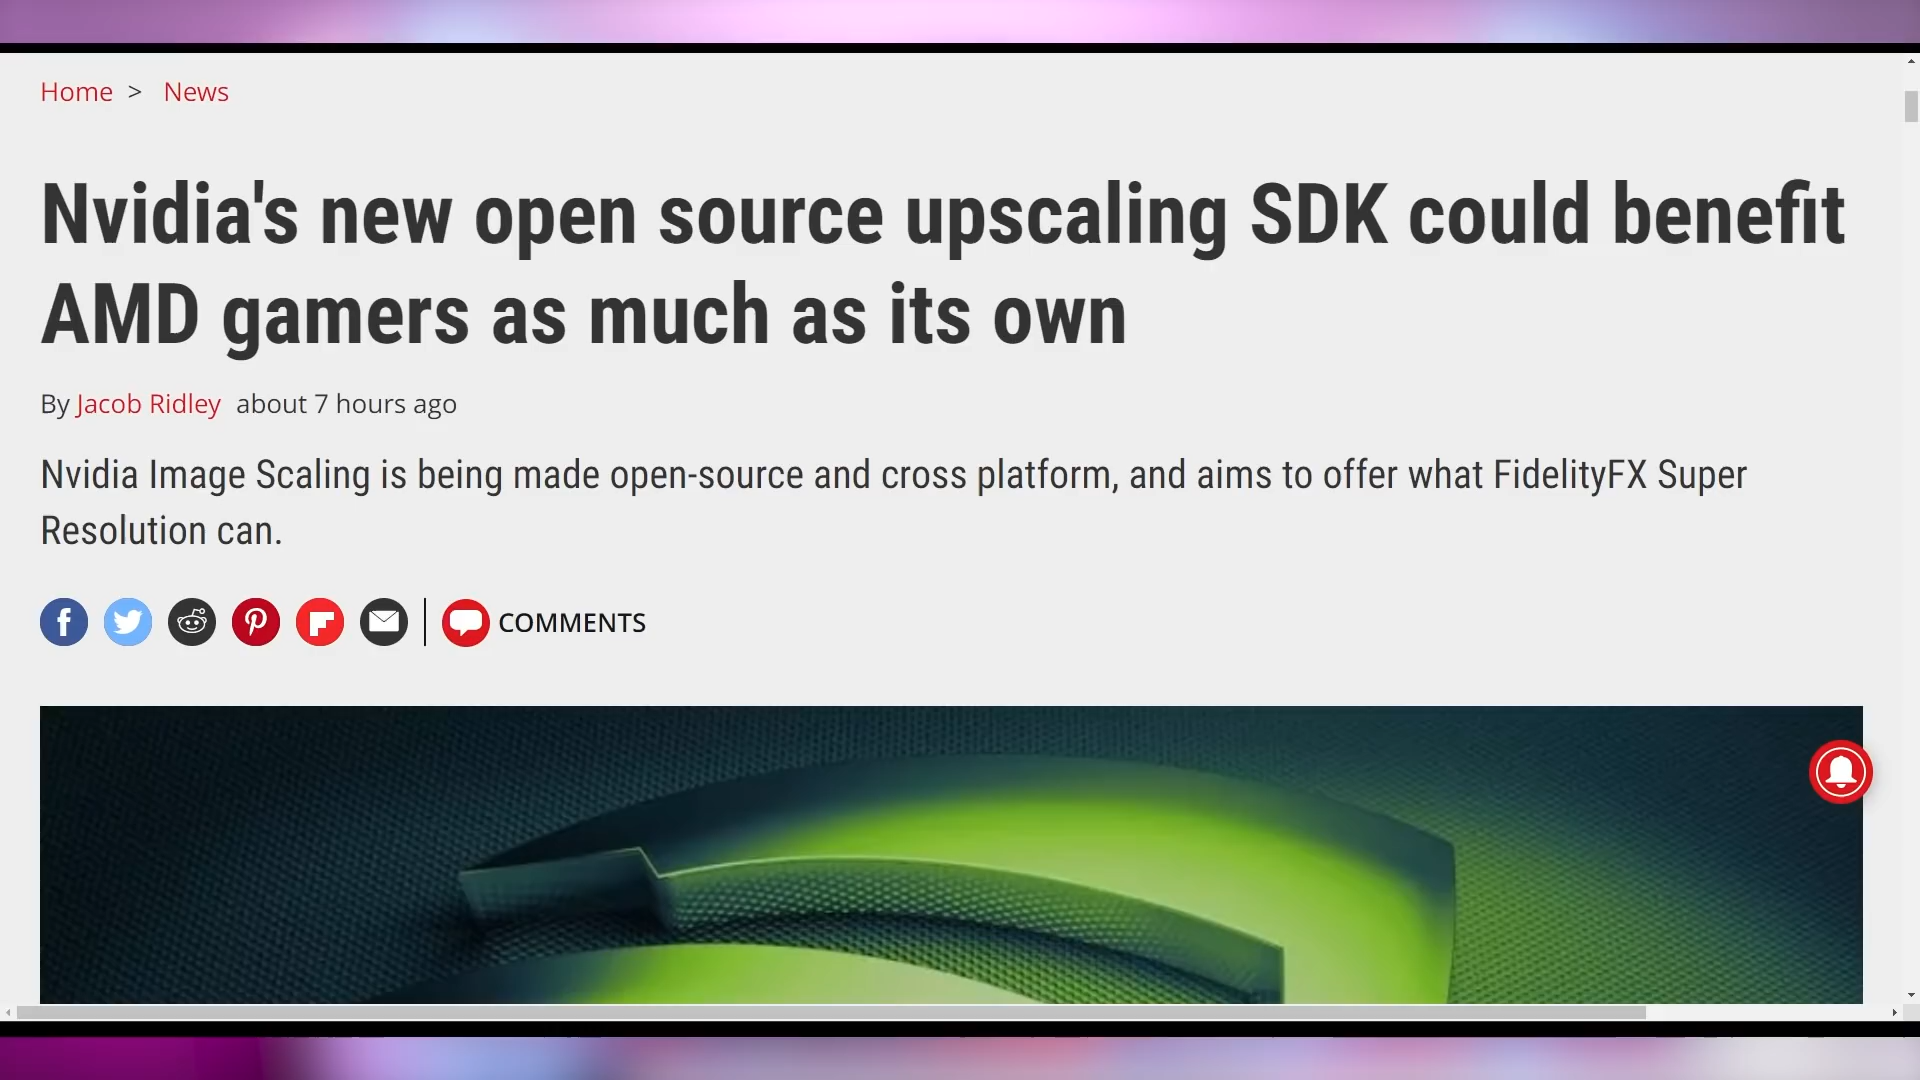 Home > News
Nvidia's new open source upscaling SDK could benefit
AMD gamers as much as its own
By Jacob Ridley about 7 hours ago
Nvidia Image Scaling is being made open-source and cross platform, and aims to offer what FidelityFX Super
Resolution can.
COMMENTS